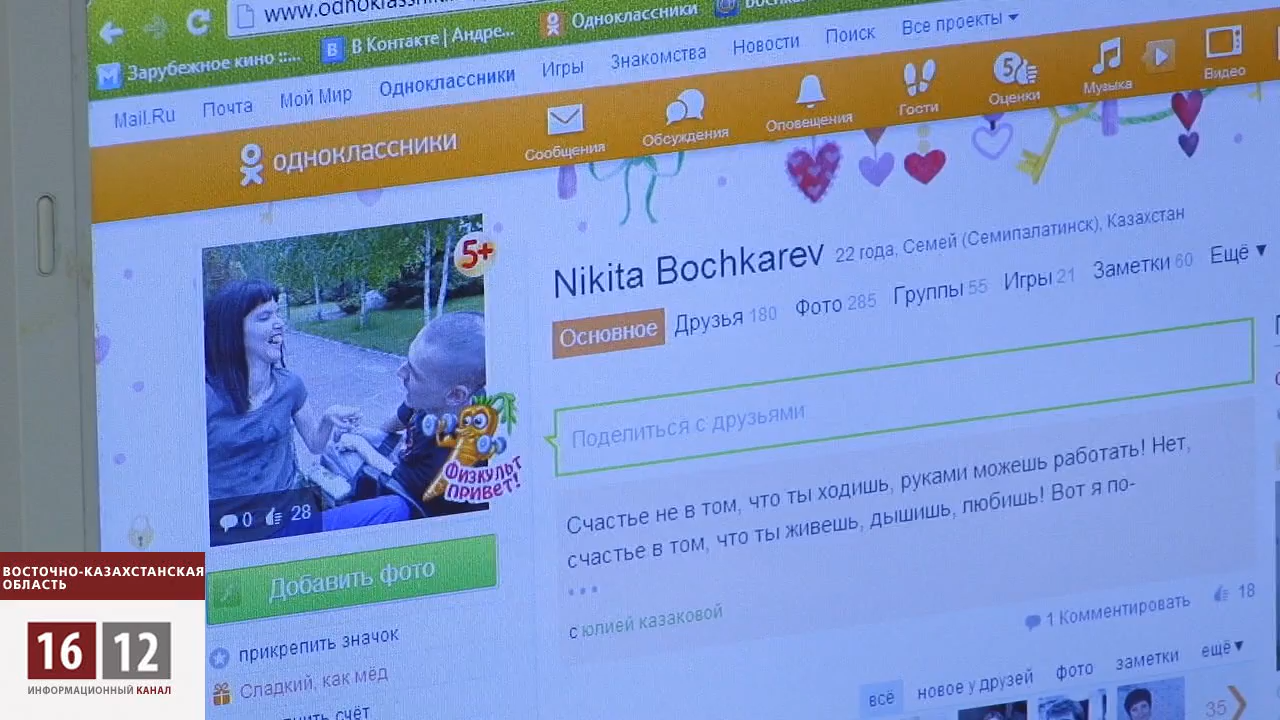 www.odnoklassnik
Зарубежное кино ::...
В Контакте | Андре...
Одноклассники
Mail.Ru Почта Мой Мир Одноклассники Игры Знакомства Новости Поиск Все проекты
одноклассники
Сообщения Обсуждения Оповещения Гости Оценки Музыка Видео
5
5+
Nikita Bochkarev 22 года, Семей (Семипалатинск), Казахстан
Основное Друзья 180 Фото 285 Группы 55 Игры 21 Заметки 60 Ещё
Поделиться с друзьями
Физкульт
привет!
0 28
Счастье не в том, что ты ходишь, руками можешь работать! Нет,
счастье в том, что ты живешь, дышишь, любишь! Вот я по-
...
с юлией казаковой
1 Комментировать 18
Добавить фото
прикрепить значок
Сладкий, как мёд
счёт
всё новое у друзей фото заметки ещё
35
ВОСТОЧНО-КАЗАХСТАНСКАЯ
ОБЛАСТЬ
16 12
ИНФОРМАЦИОННЫЙ КАНАЛ